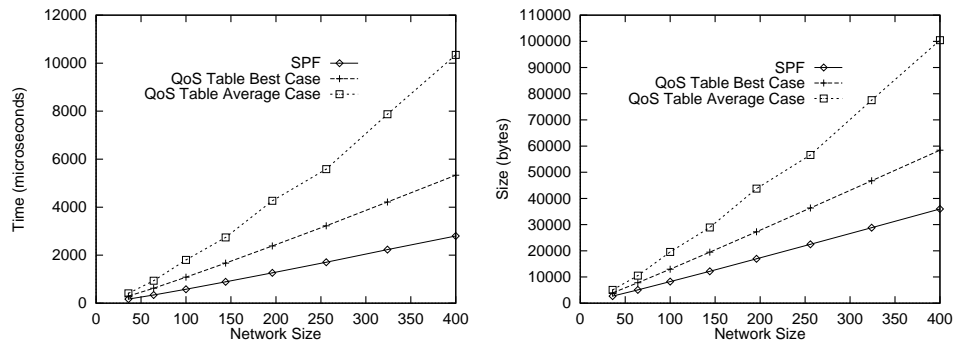 12000
10000
8000
6000
4000
2000
0
Time (microseconds)
SPF
QoS Table Best Case
QoS Table Average Case
0 50 100 150 200 250 300 350 400
Network Size
110000
100000
90000
80000
70000
60000
50000
40000
30000
20000
10000
0
Size (bytes)
SPF
QoS Table Best Case
QoS Table Average Case
0 50 100 150 200 250 300 350 400
Network Size